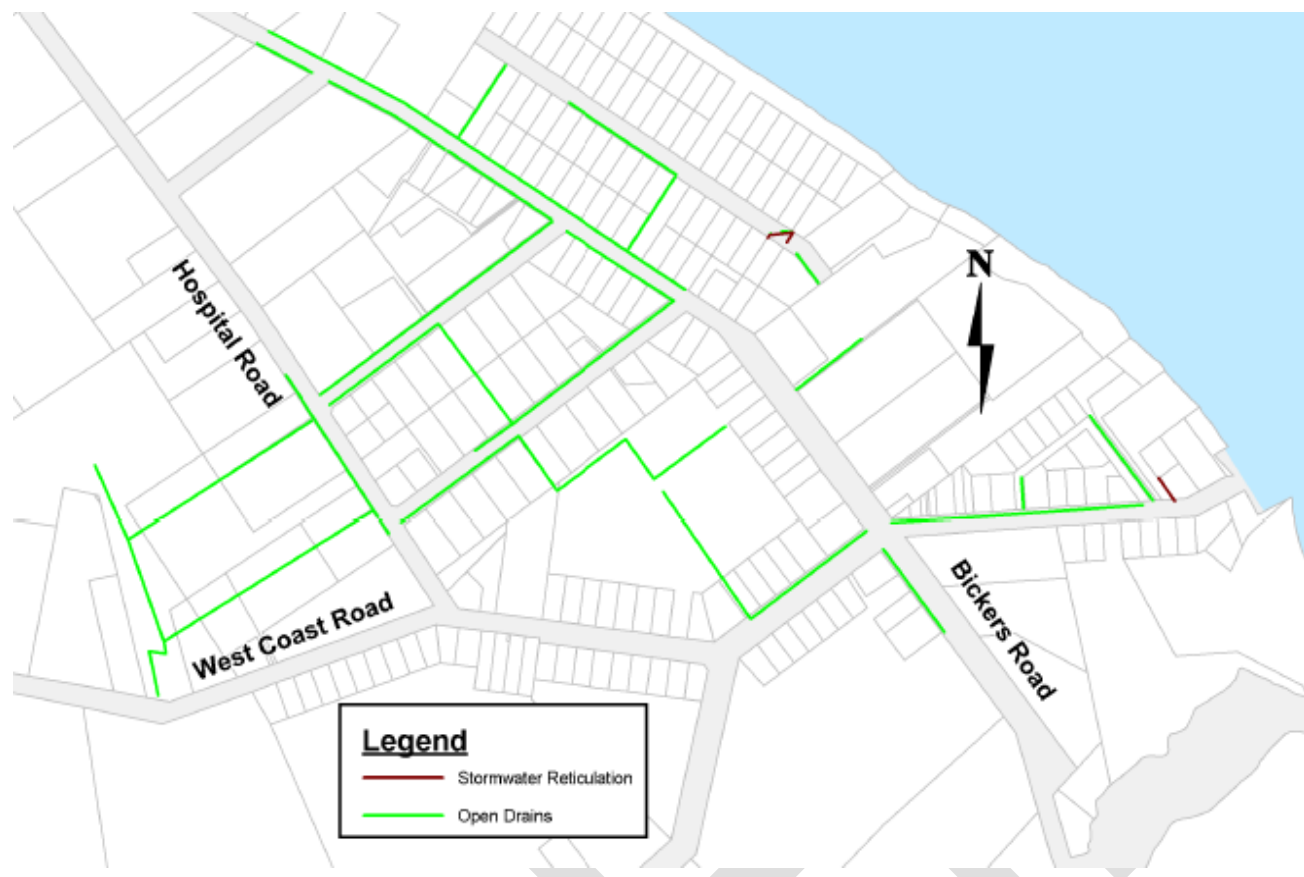 N
Hospital Road
West Coast Road
Bickers Road
Legend
Stormwater Reticulation
Open Drains